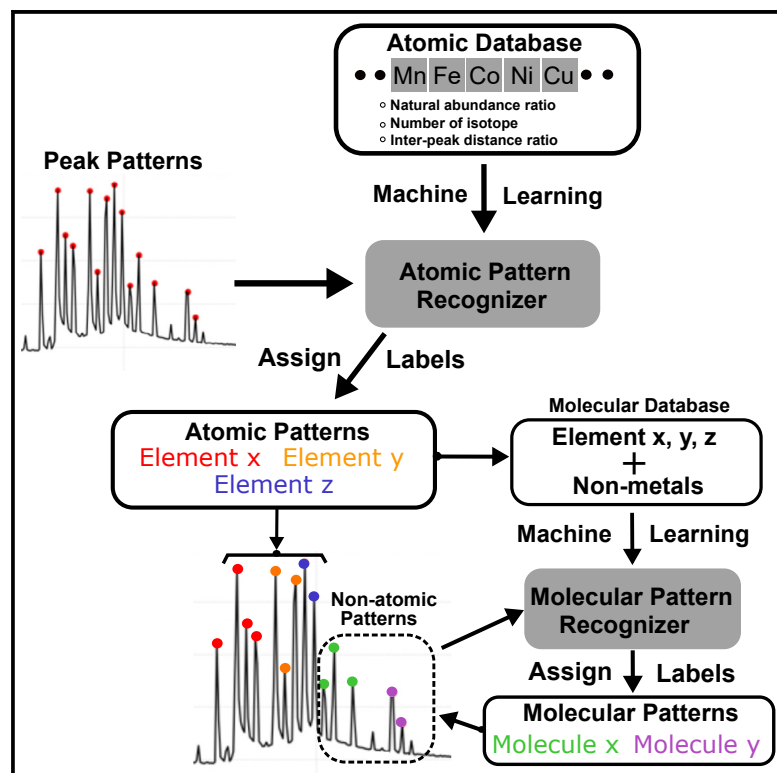 Atomic Database
Mn Fe Co Ni Cu
Natural abundance ratio
Number of isotope
Inter-peak distance ratio
Peak Patterns
Machine Learning
Atomic Pattern
Recognizer
Assign Labels
Atomic Patterns
Element x Element y
Element z
Molecular Database
Element x, y, z
+
Non-metals
Machine Learning
Non-atomic
Patterns
Molecular Pattern
Recognizer
Assign Labels
Molecular Patterns
Molecule x Molecule y